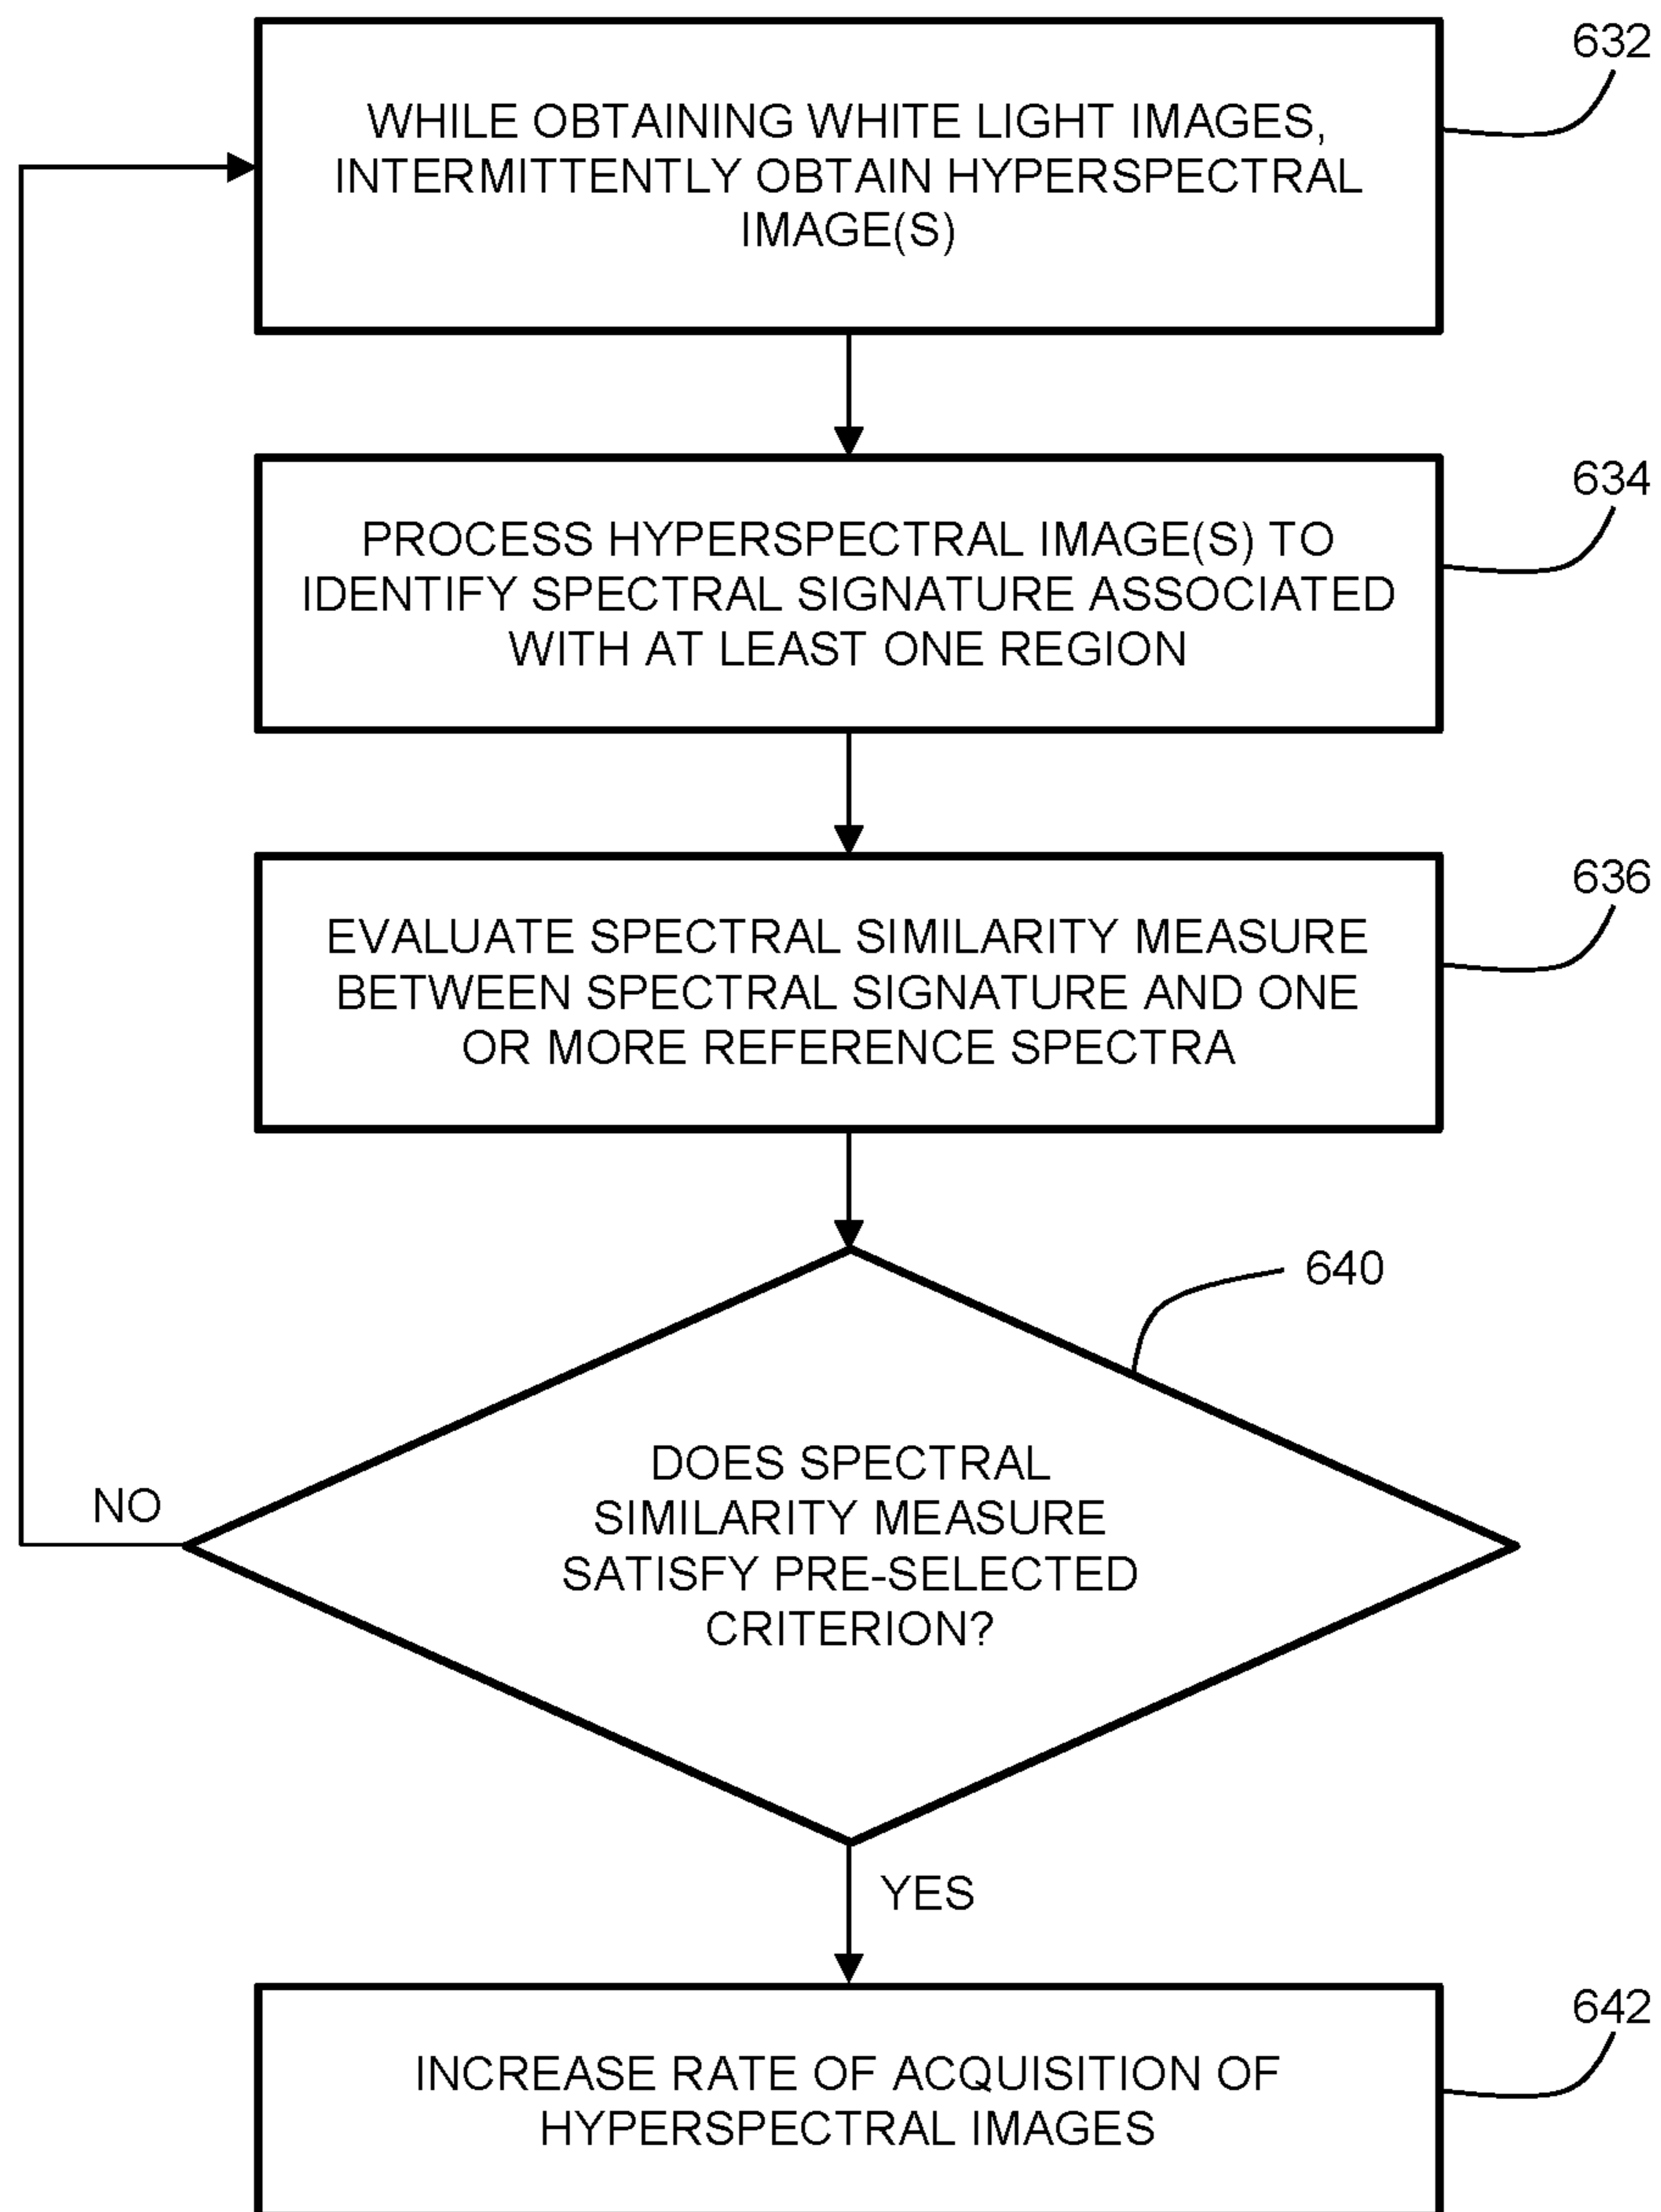 632
WHILE OBTAINING WHITE LIGHT IMAGES,
INTERMITTENTLY OBTAIN HYPERSPECTRAL
IMAGE(S)
634
PROCESS HYPERSPECTRAL IMAGE(S) TO
IDENTIFY SPECTRAL SIGNATURE ASSOCIATED
WITH AT LEAST ONE REGION
636
EVALUATE SPECTRAL SIMILARITY MEASURE
BETWEEN SPECTRAL SIGNATURE AND ONE
OR MORE REFERENCE SPECTRA
640
DOES SPECTRAL
SIMILARITY MEASURE
SATISFY PRE-SELECTED
CRITERION?
NO
YES
642
INCREASE RATE OF ACQUISITION OF
HYPERSPECTRAL IMAGES